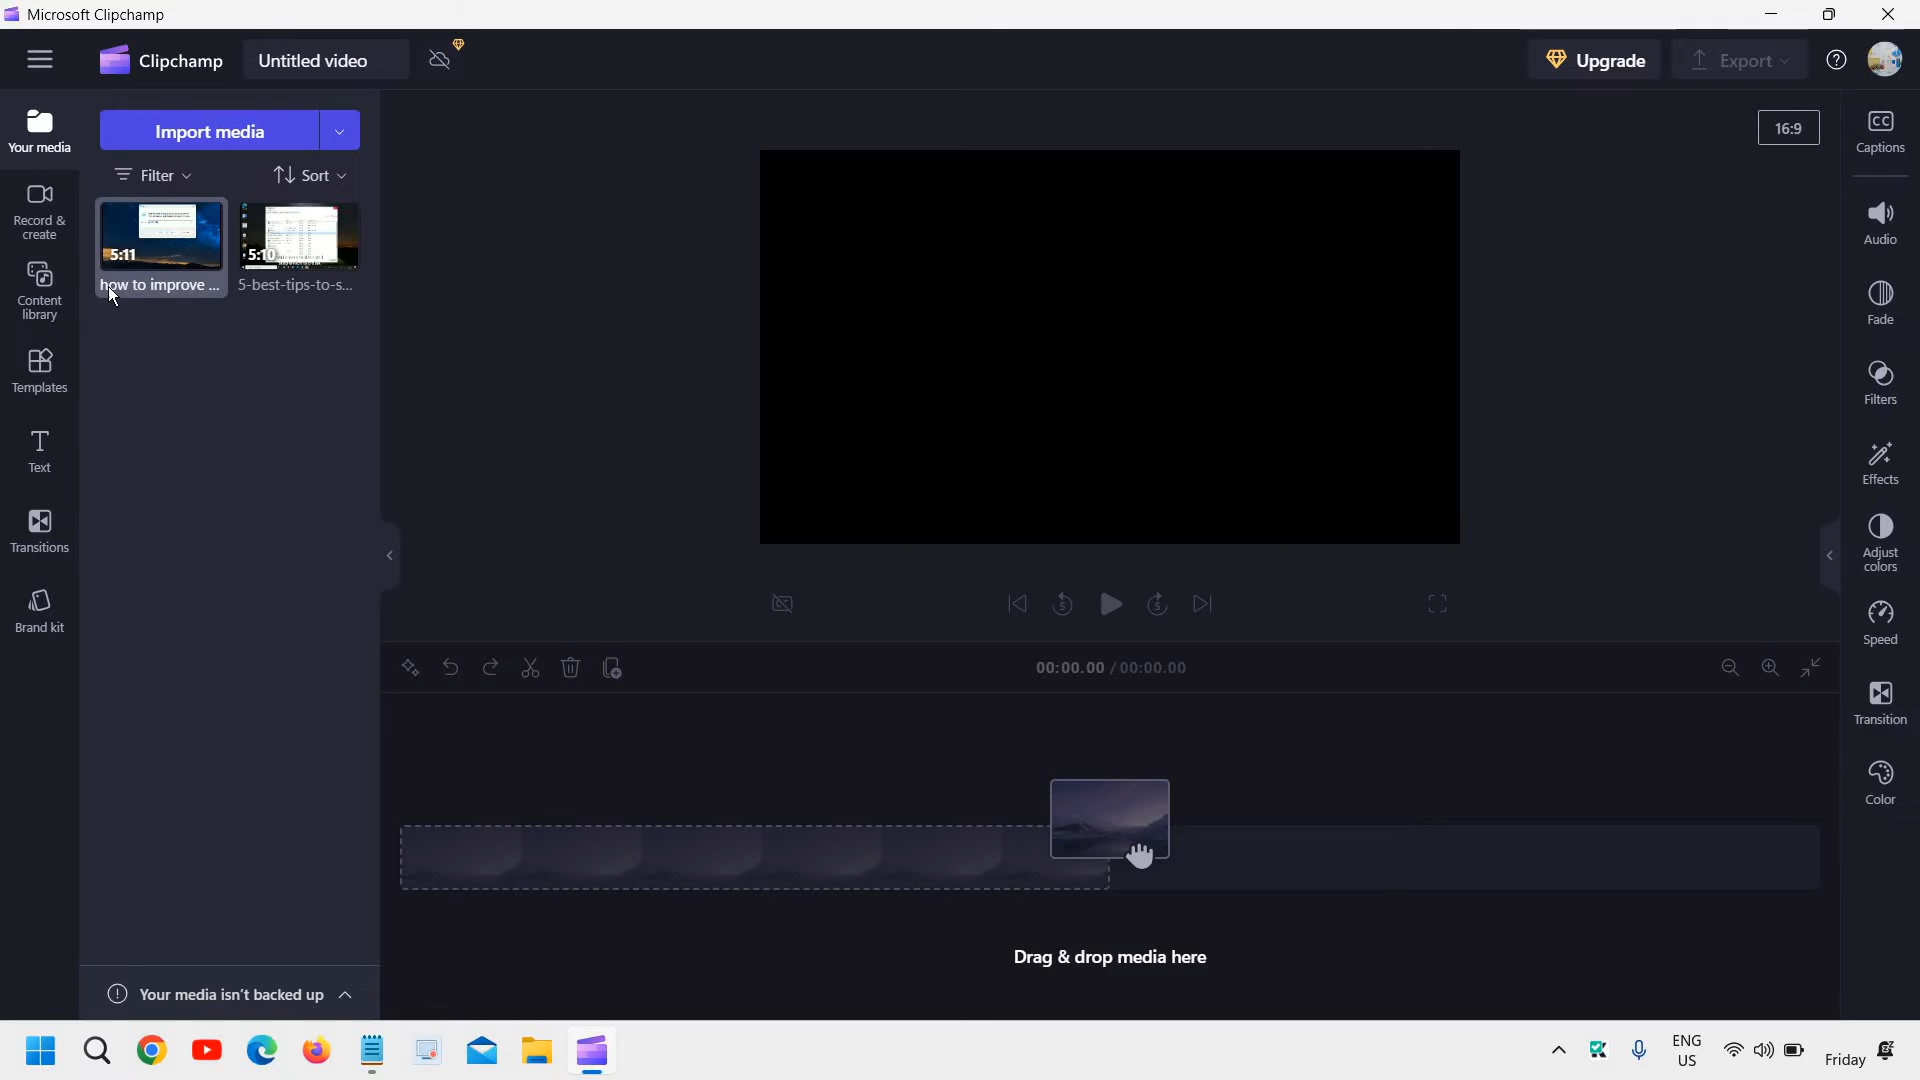 Microsoft Clipchamp
Clipchamp
Untitled video
Upgrade
Export
Your media
Record &
create
Content
library
Templates
Text
Transitions
Brand kit
Import media
Filter
Sort
5:11
how to improve ...
5:10
5-best-tips-to-s...
Your media isn't backed up
16:9
5
5
00:00.00 / 00:00.00
Drag & drop media here
CC
Captions
Audio
Fade
Filters
Effects
Adjust
colors
Speed
Transition
Color
ENG
US
Friday